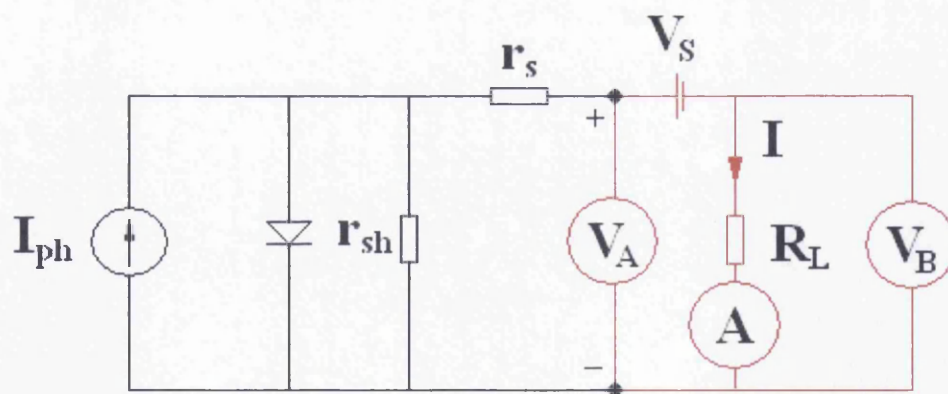 V_S
r_s
+
I
I_ph
r_sh
V_A
R_L
V_B
A
−